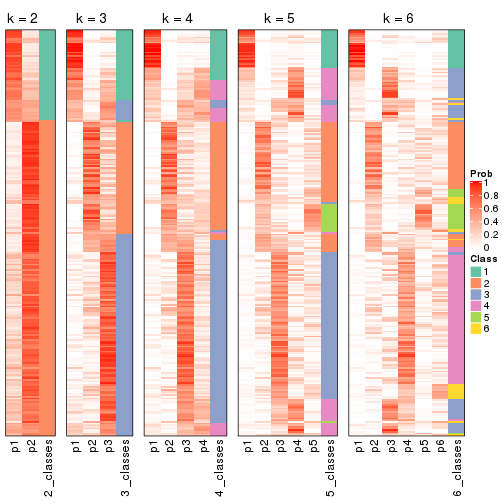 k = 2
k = 3
k = 4
k = 5
k = 6
p1
p2
2_classes
p1
p2
p3
3_classes
p1
p2
p3
p4
4_classes
p1
p2
p3
p4
p5
5_classes
p1
p2
p3
p4
p5
p6
6_classes
Prob
1
0.8
0.6
0.4
0.2
0
Class
1
2
3
4
5
6